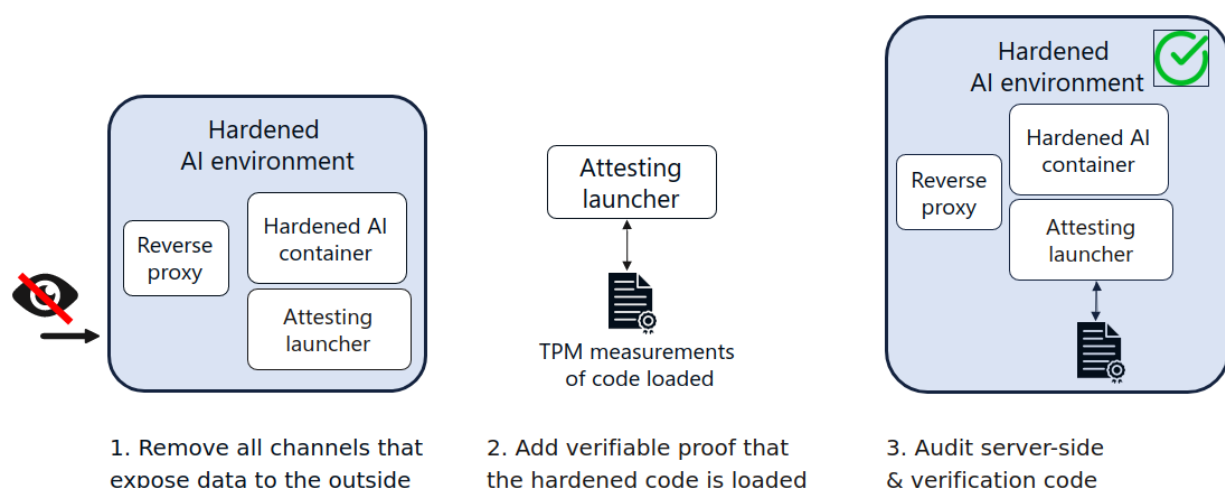 Hardened
AI environment
Reverse
proxy
Hardened AI
container
Attesting
launcher
1. Remove all channels that
expose data to the outside
Attesting
launcher
TPM measurements
of code loaded
2. Add verifiable proof that
the hardened code is loaded
Hardened
AI environment
Reverse
proxy
Hardened AI
container
Attesting
launcher
3. Audit server-side
& verification code